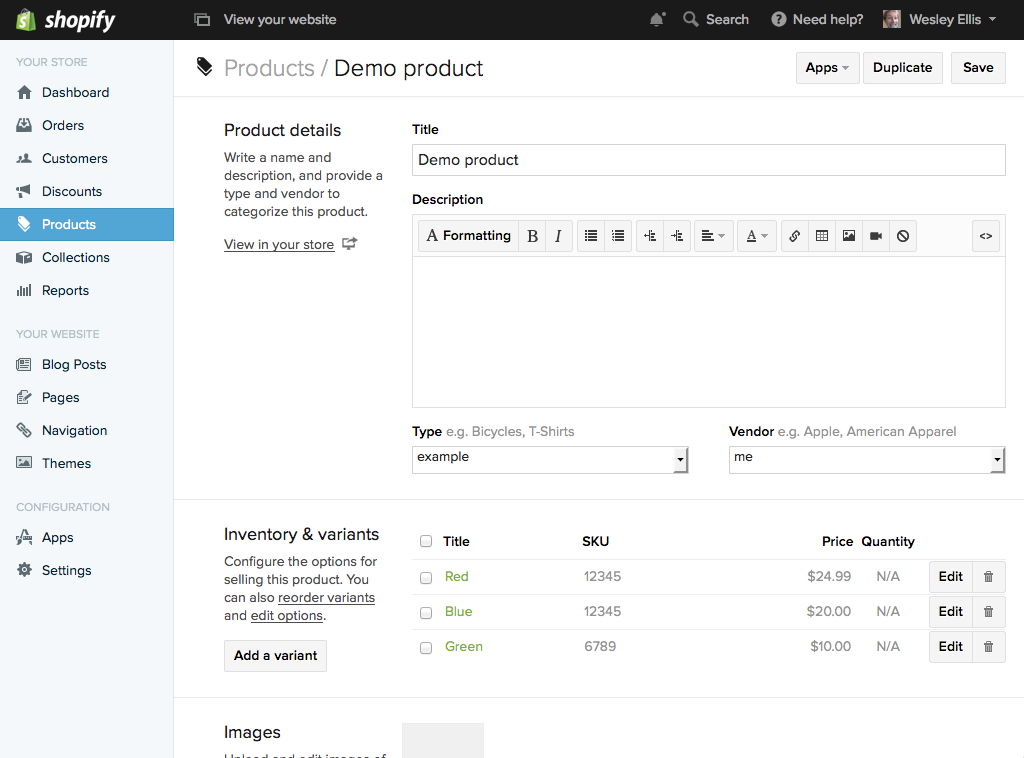 shopify
View your website
Search
Need help?
Wesley Ellis
YOUR STORE
Dashboard
Orders
Customers
Discounts
Products
Collections
Reports
YOUR WEBSITE
Blog Posts
Pages
Navigation
Themes
CONFIGURATION
Apps
Settings
Products / Demo product
Apps
Duplicate
Save
Product details
Write a name and
description, and provide a
type and vendor to
categorize this product.
View in your store
Title
Demo product
Description
A Formatting B I A <>
Type e.g. Bicycles, T-Shirts
example
Vendor e.g. Apple, American Apparel
me
Inventory & variants
Configure the options for
selling this product. You
can also reorder variants
and edit options.
Add a variant
Title SKU Price Quantity
Red 12345 $24.99 N/A Edit
Blue 12345 $20.00 N/A Edit
Green 6789 $10.00 N/A Edit
Images
Upload and edit images of